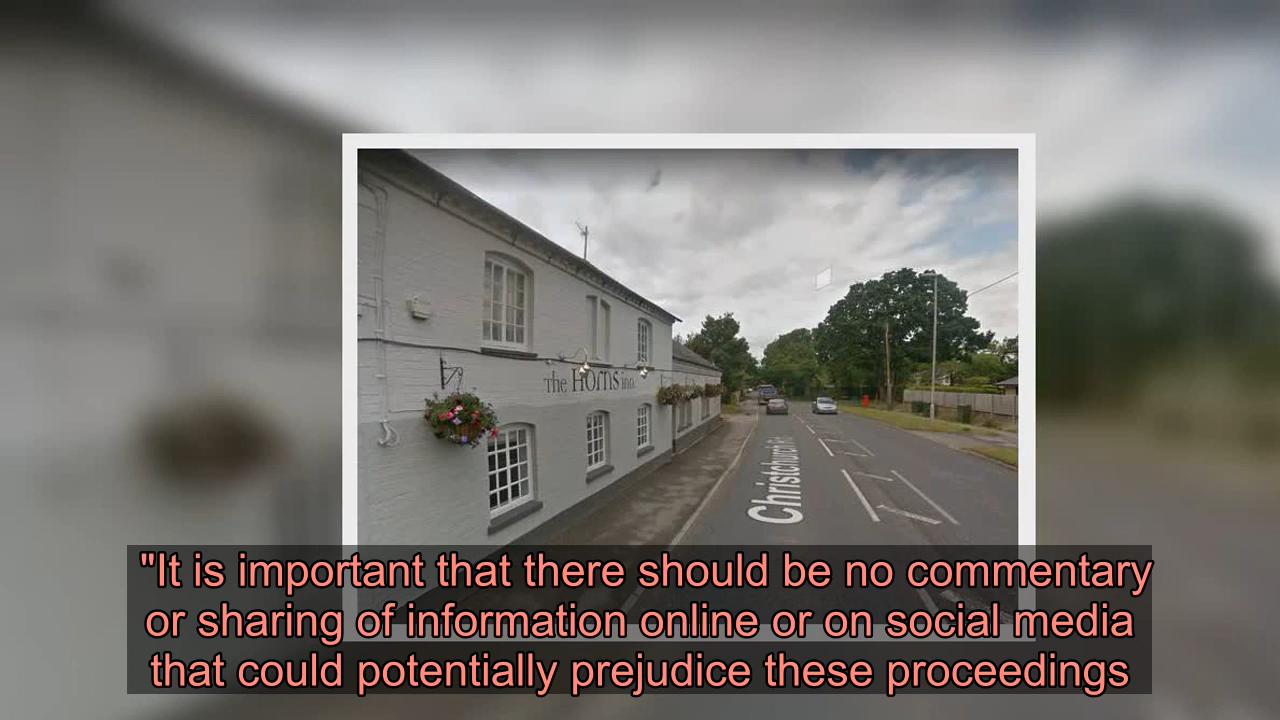 The Horns inn
Christchurch Rd
"It is important that there should be no commentary
or sharing of information online or on social media
that could potentially prejudice these proceedings